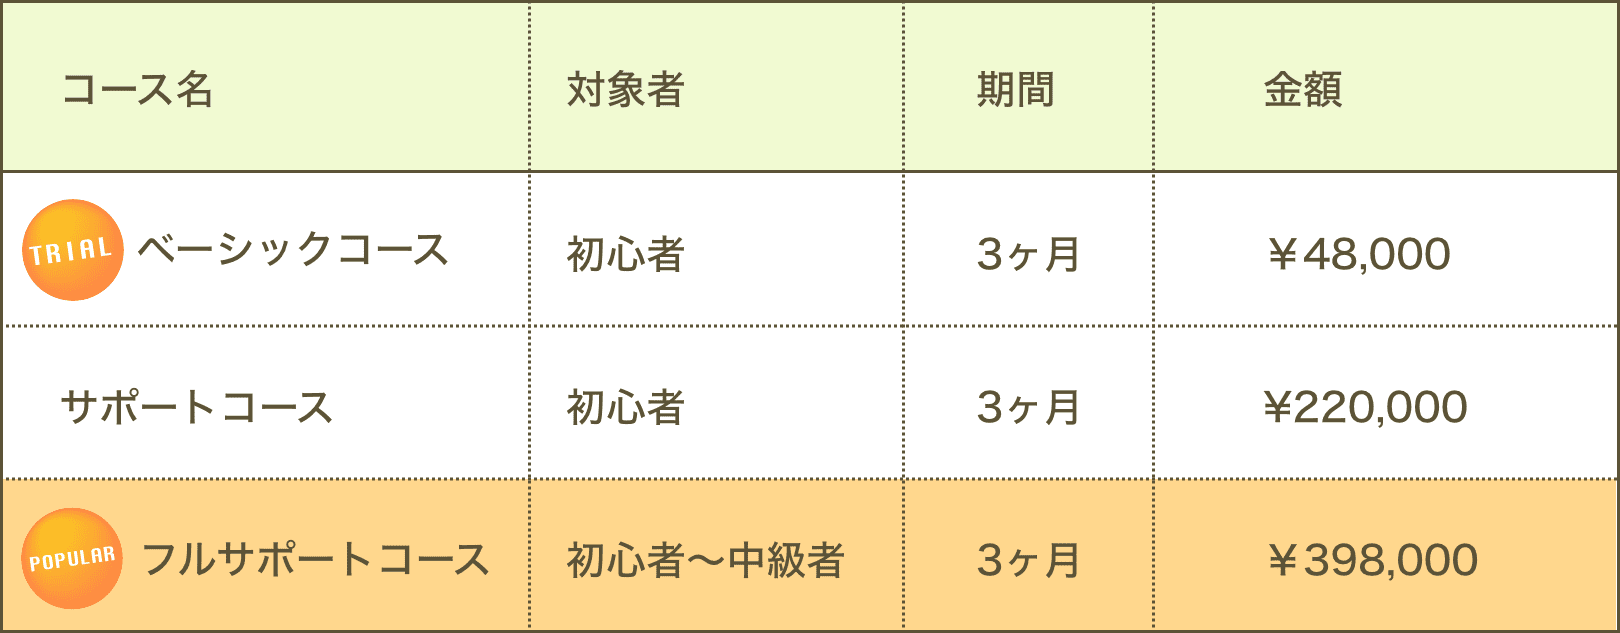 コース名 対象者 期間 金額
TRIAL ベーシックコース 初心者 3ヶ月 ￥48,000
サポートコース 初心者 3ヶ月 ¥220,000
POPULAR フルサポートコース 初心者〜中級者 3ヶ月 ￥398,000